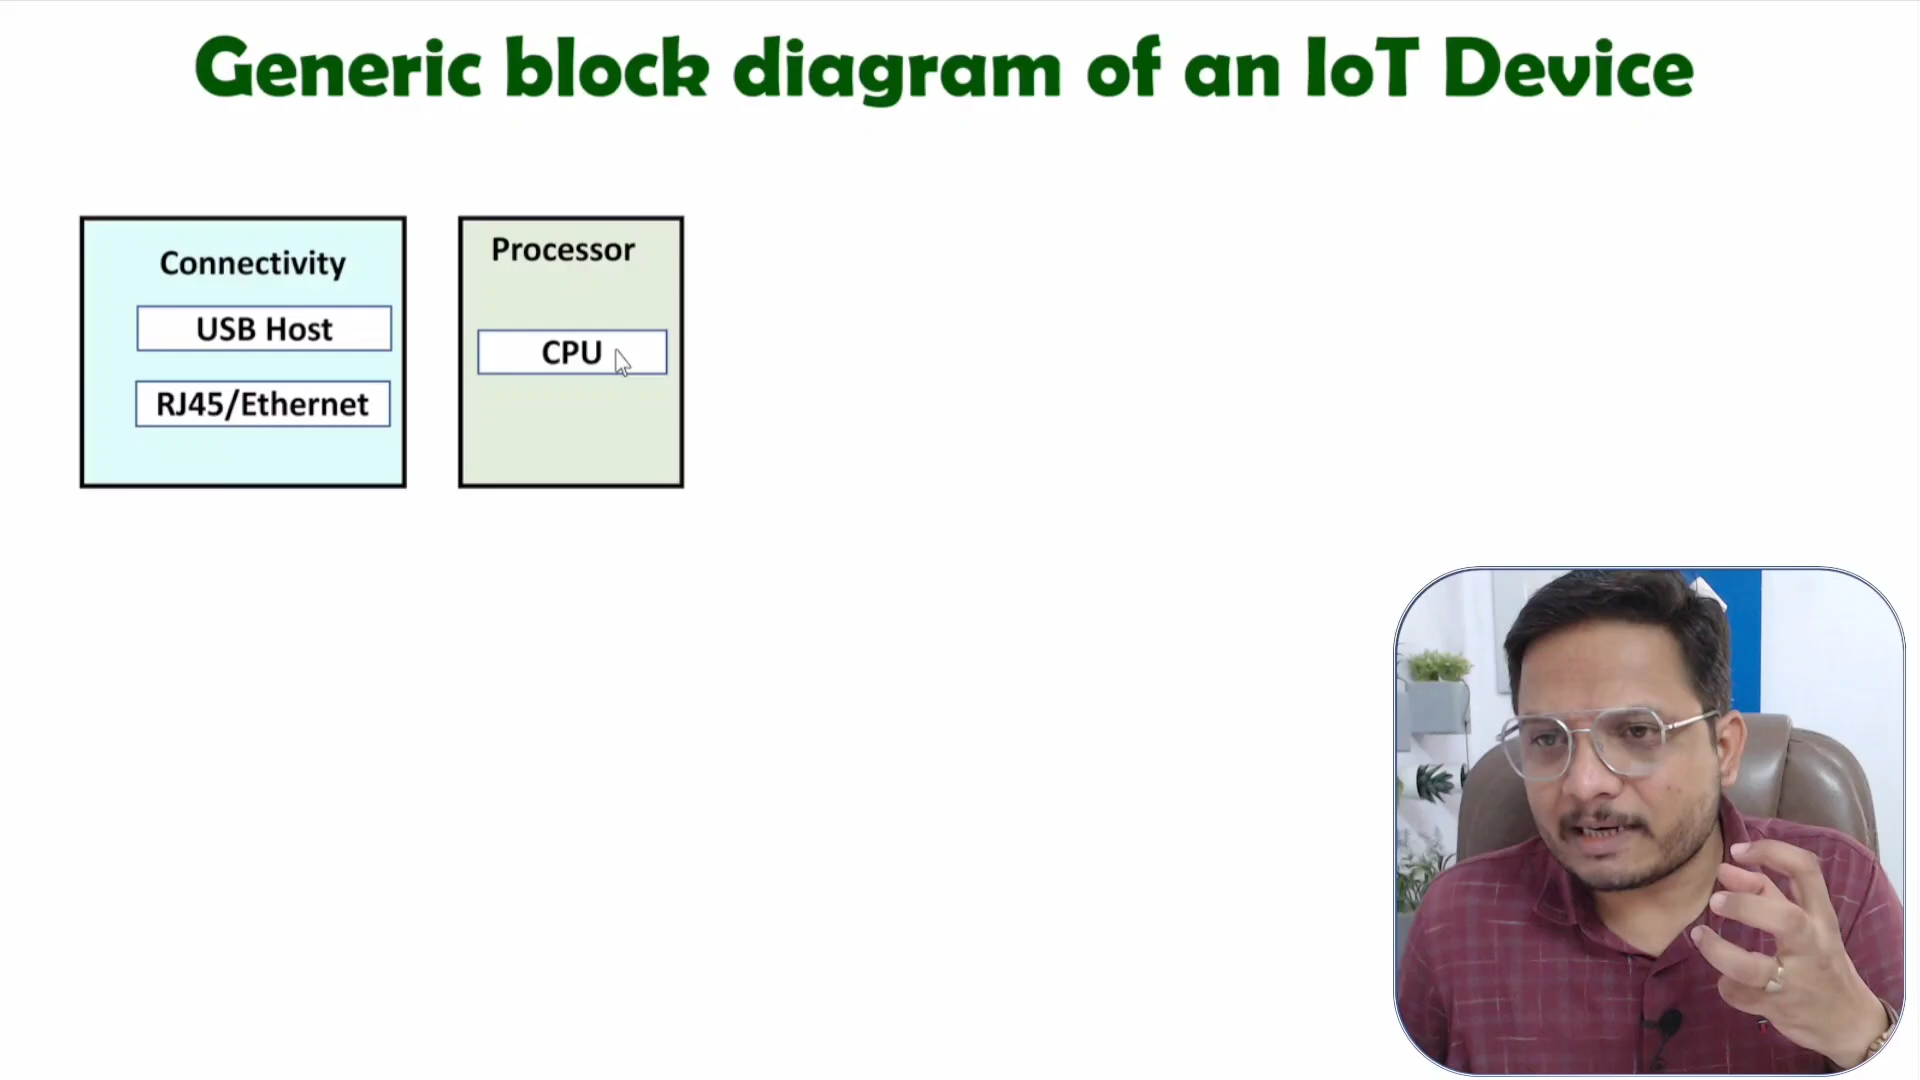 Generic block diagram of an IoT Device
Connectivity
USB Host
RJ45/Ethernet
Processor
CPU